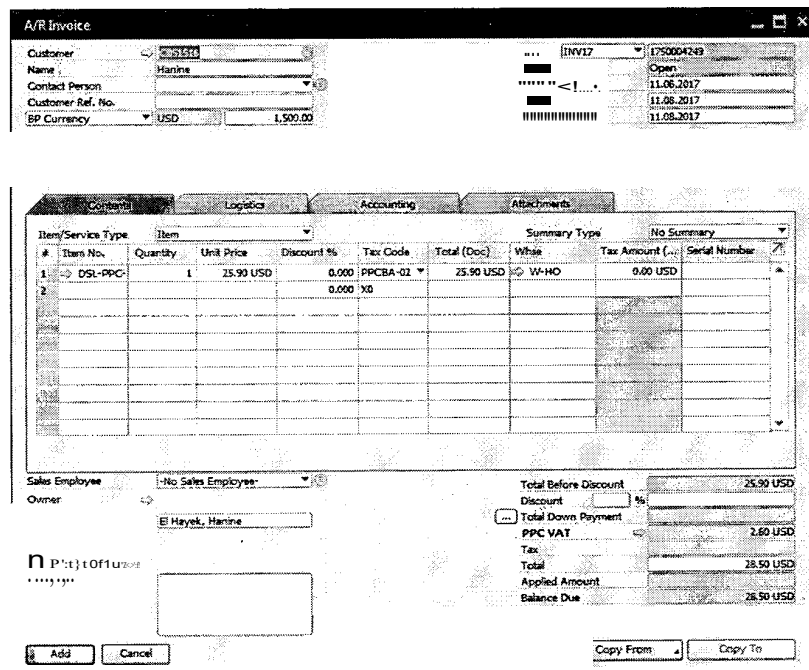 A/R Invoice
Customer
Name Hanine
Contact Person
Customer Ref. No.
BP Currency USD 1,500.00
INV17 1750004249
Open
11.06.2017
11.08.2017
11.08.2017
Contents Logistics Accounting Attachments
Item/Service Type Item Summary Type No Summary
# Item No. Quantity Unit Price Discount % Tax Code Total (Doc) Whse Tax Amount (... Serial Number
1 DSL-PPC- 1 25.90 USD 0.000 PPCBA-02 25.90 USD W-HO 0.00 USD
2 0.000 X0
Sales Employee -No Sales Employee-
Owner
El Hayek, Hanine
Total Before Discount 25.90 USD
Discount %
... Total Down Payment
PPC VAT 2.60 USD
Tax
Total 28.50 USD
Applied Amount
Balance Due 28.50 USD
Add Cancel Copy From Copy To